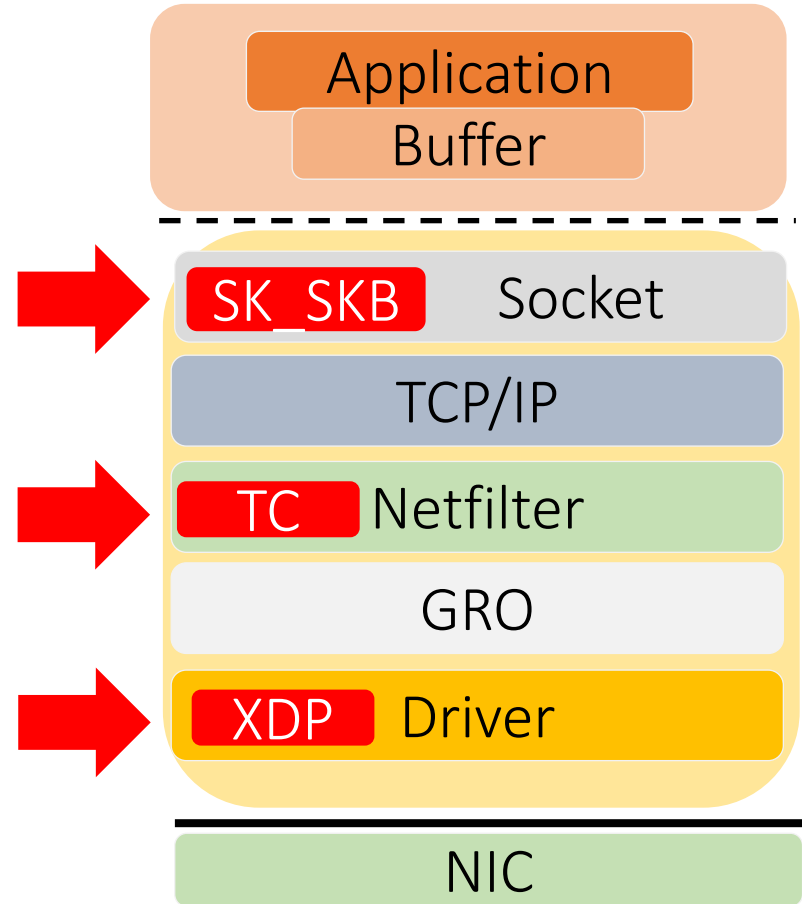 Application
Buffer
SK_SKB Socket
TCP/IP
TC Netfilter
GRO
XDP Driver
NIC